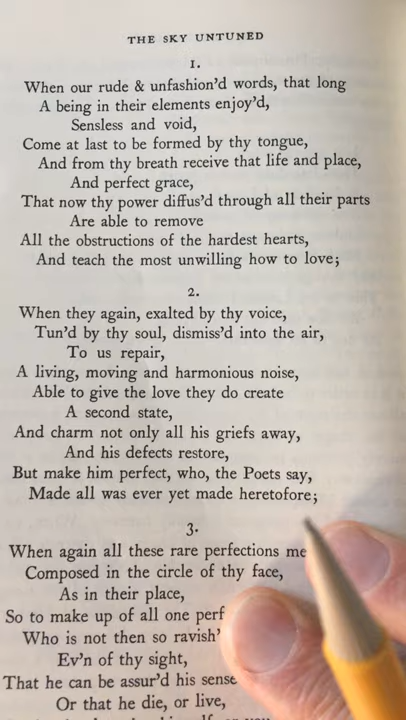 THE SKY UNTUNED
1.
When our rude & unfashion'd words, that long
A being in their elements enjoy'd,
Sensless and void,
Come at last to be formed by thy tongue,
And from thy breath receive that life and place,
And perfect grace,
That now thy power diffus'd through all their parts
Are able to remove
All the obstructions of the hardest hearts,
And teach the most unwilling how to love;
2.
When they again, exalted by thy voice,
Tun'd by thy soul, dismiss'd into the air,
To us repair,
A living, moving and harmonious noise,
Able to give the love they do create
A second state,
And charm not only all his griefs away,
And his defects restore,
But make him perfect, who, the Poets say,
Made all was ever yet made heretofore;
3.
When again all these rare perfections me
Composed in the circle of thy face,
As in their place,
So to make up of all one perf
Who is not then so ravish'
Ev'n of thy sight,
That he can be assur'd his sense
Or that he die, or live,